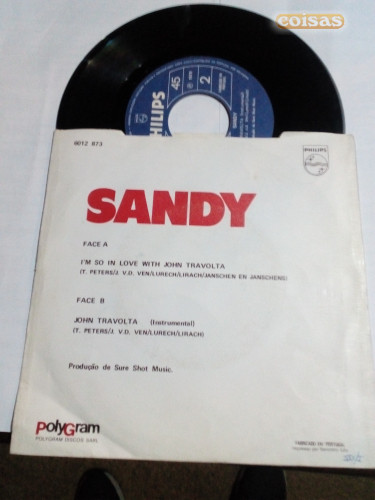 coisas
PHILIPS
45
2
6012 873
PHILIPS
SANDY
FACE A
I'M SO IN LOVE WITH JOHN TRAVOLTA
(T. PETERS/J. V.D. VEN/LURECH/LIRACH/JANSCHEN EN JANSCHENS)
FACE B
JOHN TRAVOLTA (Instrumental)
(T. PETERS/J. V.D. VEN/LURECH/LIRACH)
Produção de Sure Shot Music.
PolyGram
POLYGRAM DISCOS SARL
FABRICADO EM PORTUGAL